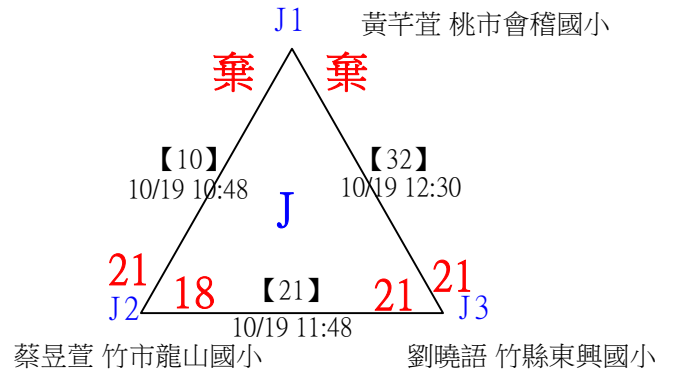 J1
黃芊萓 桃市會稽國小
棄 棄
【10】
10/19 10:48
【32】
10/19 12:30
J
21
18
【21】
21
21
J2
J3
10/19 11:48
蔡昱萱 竹市龍山國小
劉曉語 竹縣東興國小